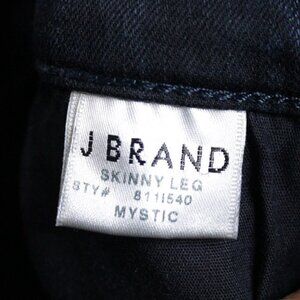 J BRAND
SKINNY LEG
STY# 811I540
MYSTIC